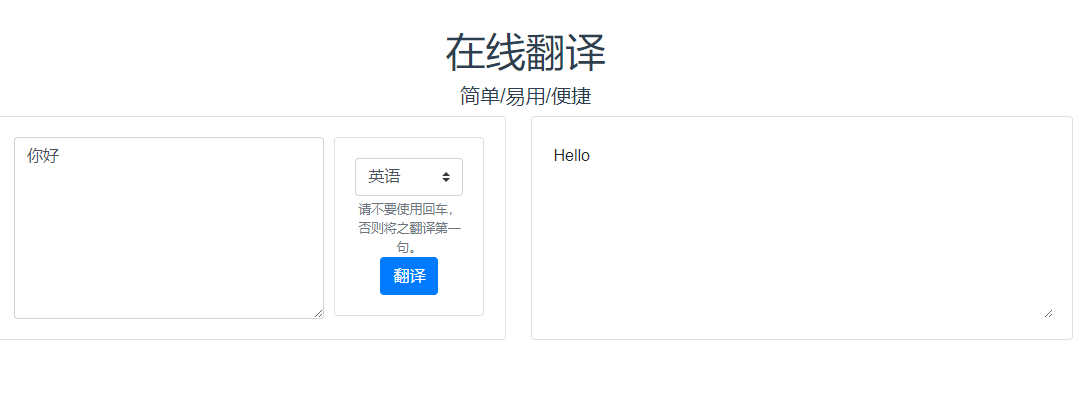 在线翻译
简单/易用/便捷
你好
英语
请不要使用回车，
否则将之翻译第一
句。
翻译
Hello